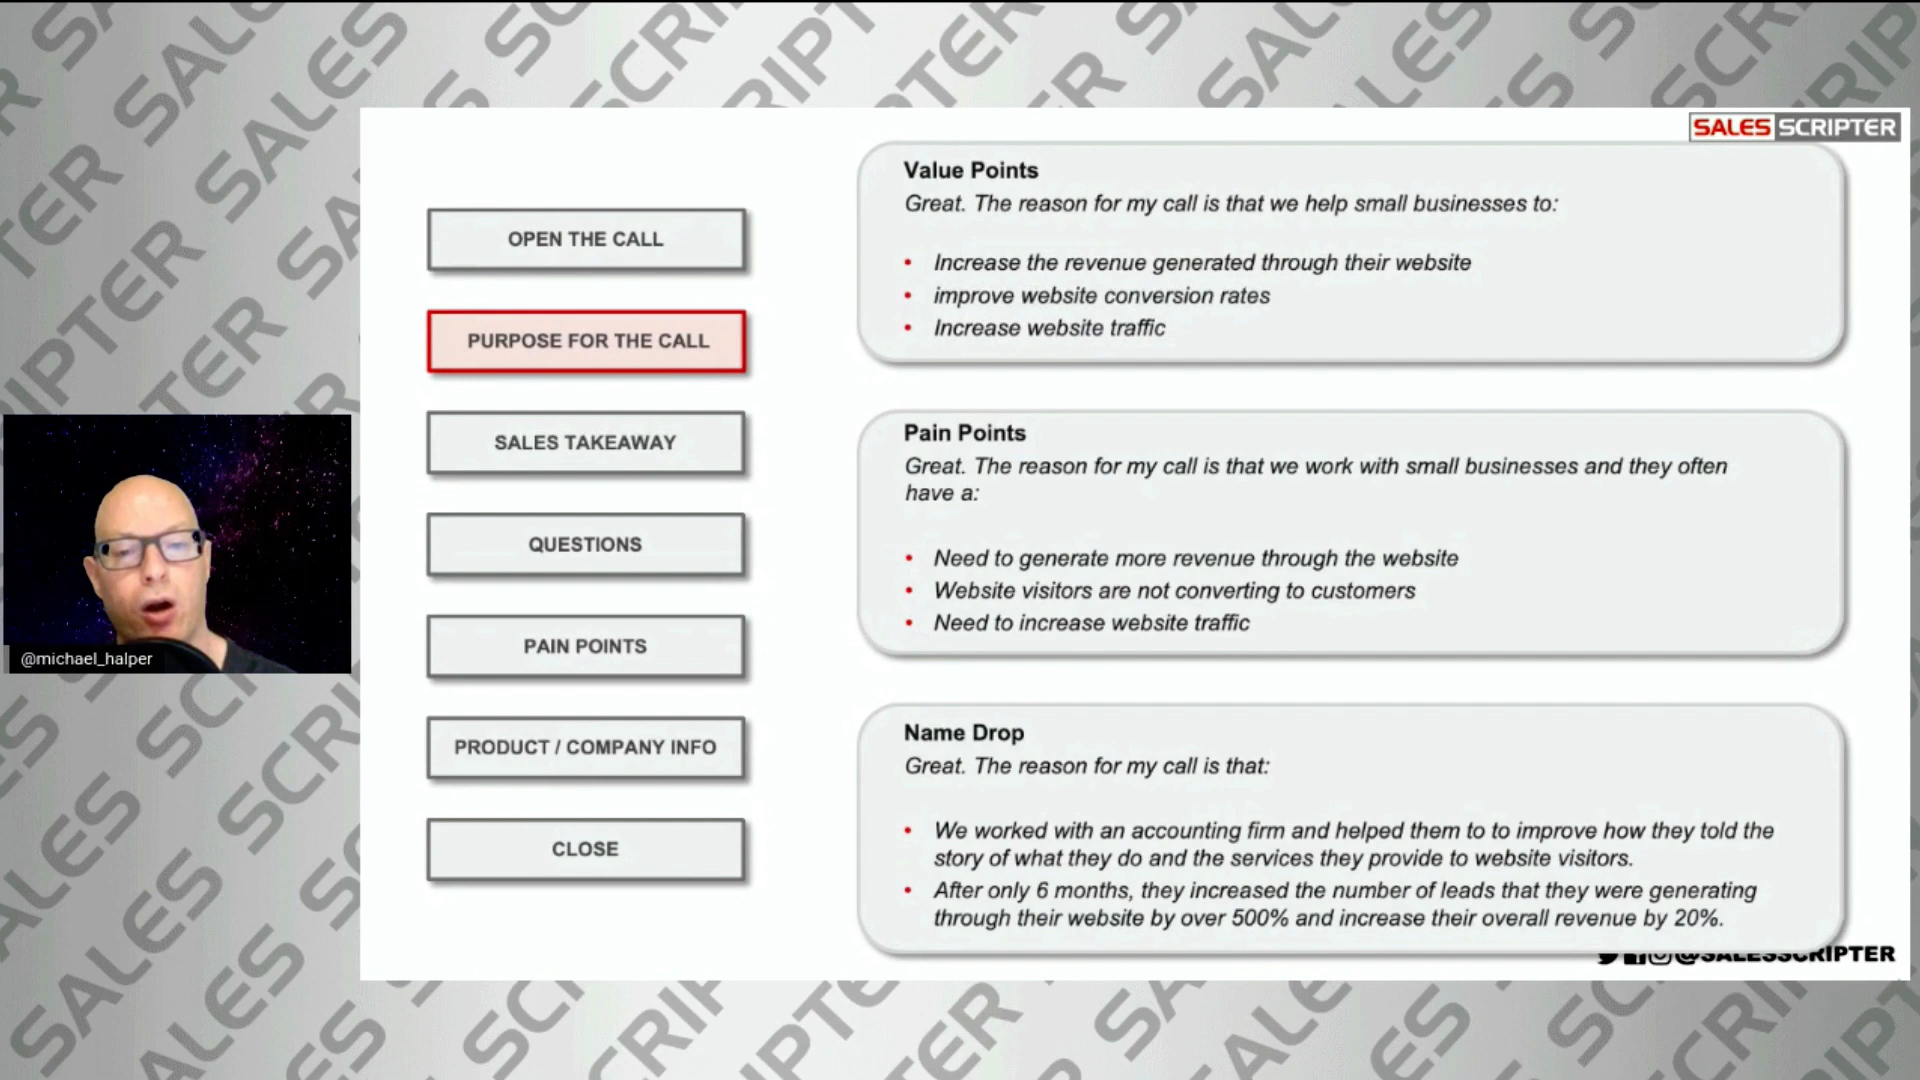 SALES SCRIPTER
OPEN THE CALL
PURPOSE FOR THE CALL
SALES TAKEAWAY
QUESTIONS
PAIN POINTS
PRODUCT / COMPANY INFO
CLOSE
Value Points
Great. The reason for my call is that we help small businesses to:
• Increase the revenue generated through their website
• improve website conversion rates
• Increase website traffic
Pain Points
Great. The reason for my call is that we work with small businesses and they often
have a:
• Need to generate more revenue through the website
• Website visitors are not converting to customers
• Need to increase website traffic
Name Drop
Great. The reason for my call is that:
• We worked with an accounting firm and helped them to to improve how they told the
story of what they do and the services they provide to website visitors.
• After only 6 months, they increased the number of leads that they were generating
through their website by over 500% and increase their overall revenue by 20%.
@SALESSCRIPTER
@michael_halper